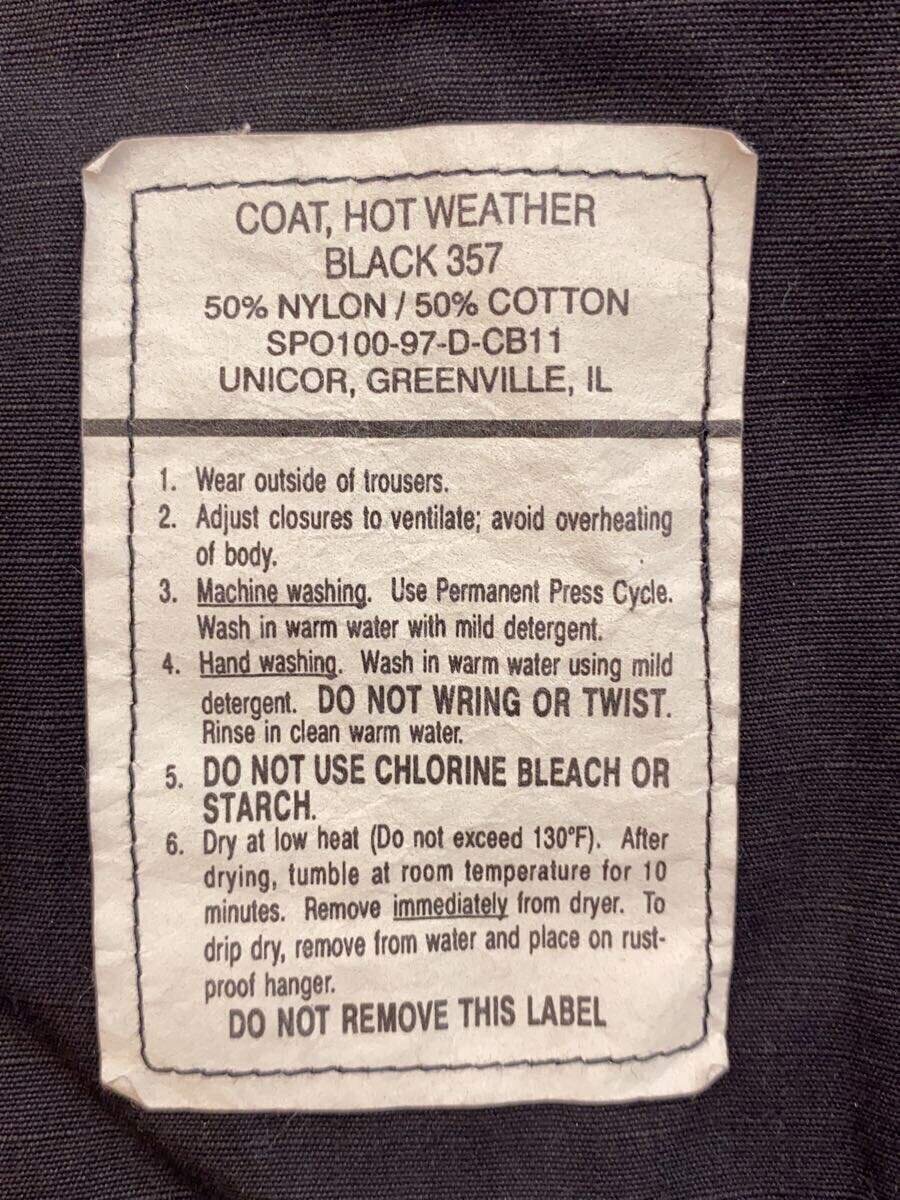 COAT, HOT WEATHER
BLACK 357
50% NYLON / 50% COTTON
SPO100-97-D-CB11
UNICOR, GREENVILLE, IL
1. Wear outside of trousers.
2. Adjust closures to ventilate; avoid overheating
of body.
3. Machine washing. Use Permanent Press Cycle.
Wash in warm water with mild detergent.
4. Hand washing. Wash in warm water using mild
detergent. DO NOT WRING OR TWIST.
Rinse in clean warm water.
5. DO NOT USE CHLORINE BLEACH OR
STARCH.
6. Dry at low heat (Do not exceed 130°F). After
drying, tumble at room temperature for 10
minutes. Remove immediately from dryer. To
drip dry, remove from water and place on rust-
proof hanger.
DO NOT REMOVE THIS LABEL